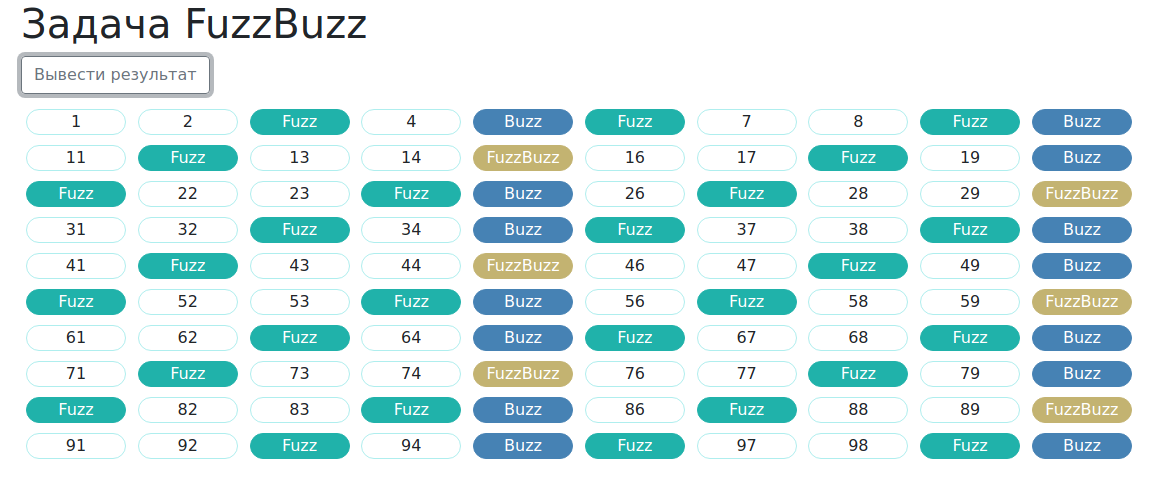 Задача FuzzBuzz
Вывести результат
1 2 Fuzz 4 Buzz Fuzz 7 8 Fuzz Buzz
11 Fuzz 13 14 FuzzBuzz 16 17 Fuzz 19 Buzz
Fuzz 22 23 Fuzz Buzz 26 Fuzz 28 29 FuzzBuzz
31 32 Fuzz 34 Buzz Fuzz 37 38 Fuzz Buzz
41 Fuzz 43 44 FuzzBuzz 46 47 Fuzz 49 Buzz
Fuzz 52 53 Fuzz Buzz 56 Fuzz 58 59 FuzzBuzz
61 62 Fuzz 64 Buzz Fuzz 67 68 Fuzz Buzz
71 Fuzz 73 74 FuzzBuzz 76 77 Fuzz 79 Buzz
Fuzz 82 83 Fuzz Buzz 86 Fuzz 88 89 FuzzBuzz
91 92 Fuzz 94 Buzz Fuzz 97 98 Fuzz Buzz